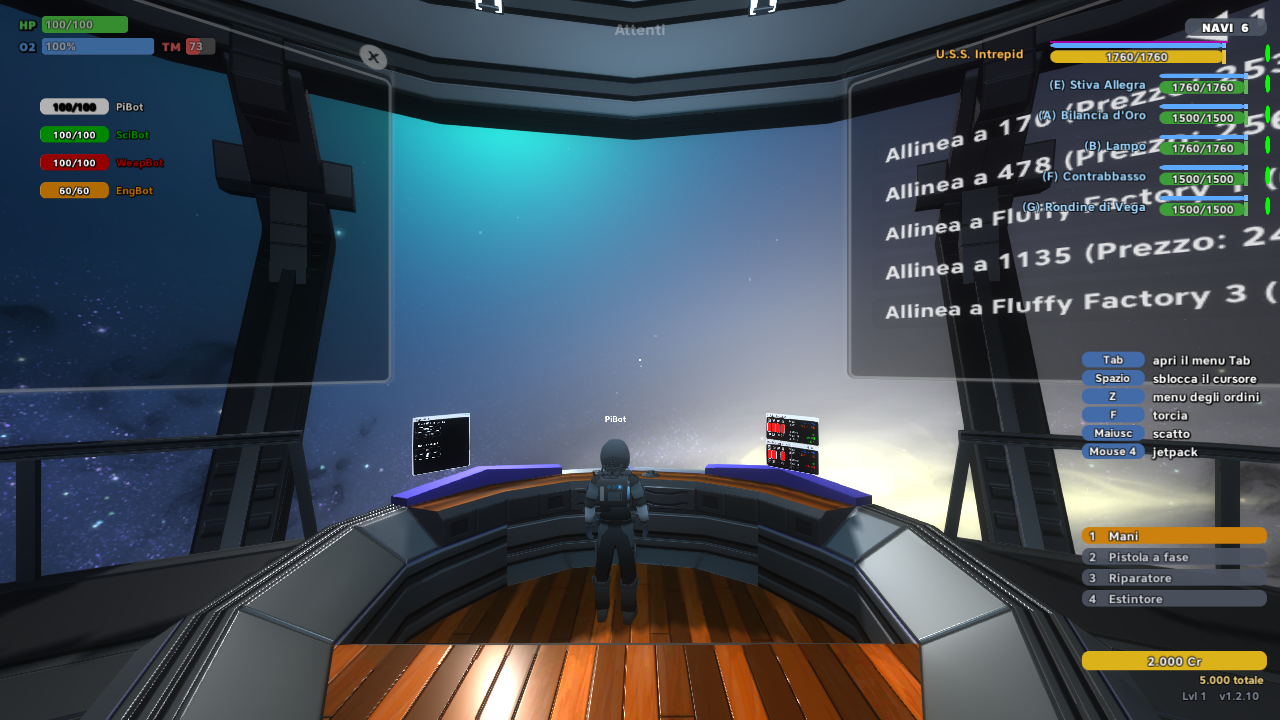 HP 100/100
O2 100% TM 73
100/100 PiBot
100/100 SciBot
100/100 WeapBot
60/60 EngBot
Attenti
NAVI 6
U.S.S. Intrepid 1760/1760
(E) Stiva Allegra 1760/1760
(A) Bilancia d'Oro 1500/1500
(B) Lampo 1760/1760
(F) Contrabbasso 1500/1500
(G) Rondine di Vega 1500/1500
Allinea a 176 (Prezzo: 253
Allinea a 478 (Prezzo: 256
Allinea a Fluffy Factory 1 (
Allinea a 1135 (Prezzo: 24
Allinea a Fluffy Factory 3 (
Tab apri il menu Tab
Spazio sblocca il cursore
Z menu degli ordini
F torcia
Maiusc scatto
Mouse 4 jetpack
PiBot
1 Mani
2 Pistola a fase
3 Riparatore
4 Estintore
2.000 Cr
5.000 totale
Lvl 1 v1.2.10